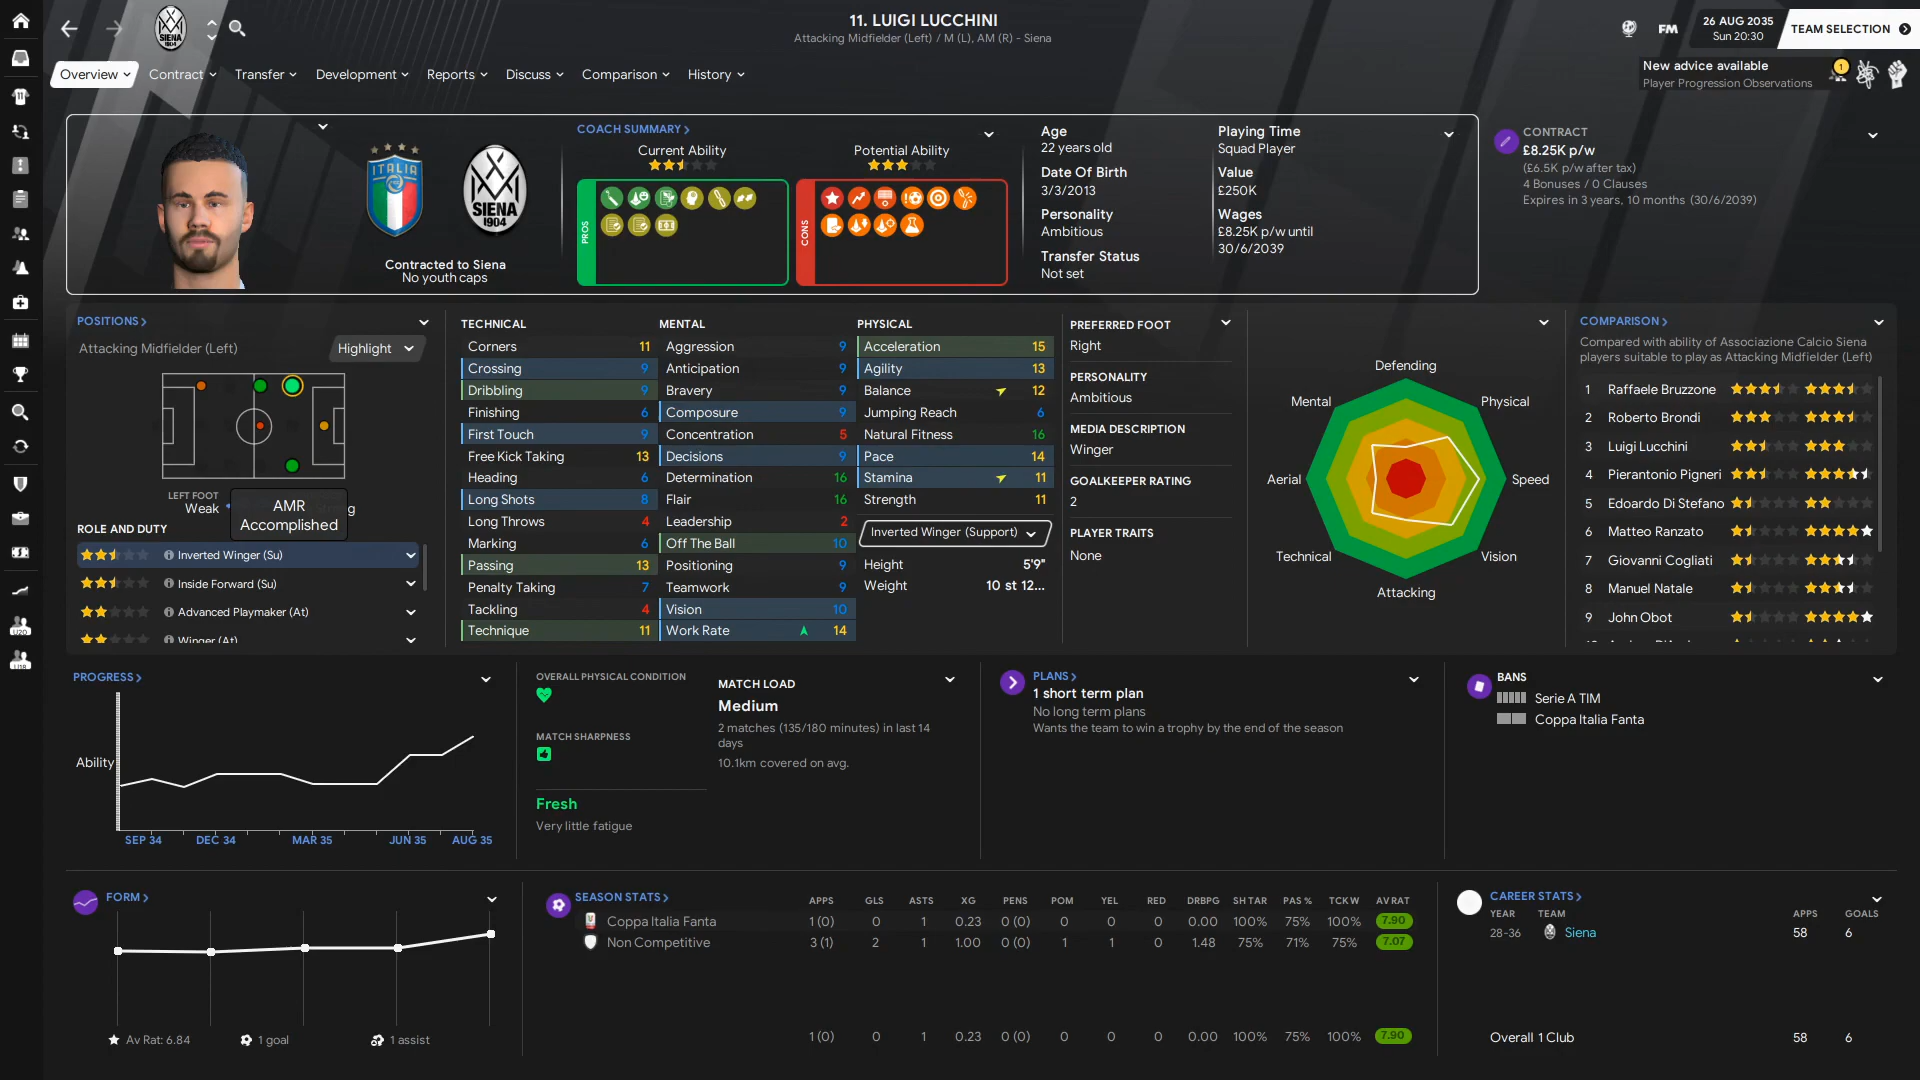 11. LUIGI LUCCHINI
Attacking Midfielder (Left) / M (L), AM (R) - Siena
FM
26 AUG 2035
Sun 20:30
TEAM SELECTION
Overview
Contract
Transfer
Development
Reports
Discuss
Comparison
History
New advice available
Player Progression Observations
1
ITALIA
SIENA
1904
Contracted to Siena
No youth caps
COACH SUMMARY
Current Ability
Potential Ability
PROS
CONS
Age
22 years old
Date Of Birth
3/3/2013
Personality
Ambitious
Transfer Status
Not set
Playing Time
Squad Player
Value
£250K
Wages
£8.25K p/w until
30/6/2039
CONTRACT
£8.25K p/w
(£6.5K p/w after tax)
4 Bonuses / 0 Clauses
Expires in 3 years, 10 months (30/6/2039)
POSITIONS
Attacking Midfielder (Left)
Highlight
LEFT FOOT
Weak
AMR
Accomplished
ROLE AND DUTY
Inverted Winger (Su)
Inside Forward (Su)
Advanced Playmaker (At)
Winger (At)
TECHNICAL
Corners 11
Crossing 9
Dribbling 9
Finishing 6
First Touch 9
Free Kick Taking 13
Heading 6
Long Shots 8
Long Throws 4
Marking 6
Passing 13
Penalty Taking 7
Tackling 4
Technique 11
MENTAL
Aggression 9
Anticipation 9
Bravery 9
Composure 9
Concentration 5
Decisions 9
Determination 16
Flair 16
Leadership 2
Off The Ball 10
Positioning 9
Teamwork 9
Vision 10
Work Rate 14
PHYSICAL
Acceleration 15
Agility 13
Balance 12
Jumping Reach 6
Natural Fitness 16
Pace 14
Stamina 11
Strength 11
Inverted Winger (Support)
Height 5'9"
Weight 10 st 12...
PREFERRED FOOT
Right
PERSONALITY
Ambitious
MEDIA DESCRIPTION
Winger
GOALKEEPER RATING
2
PLAYER TRAITS
None
Defending
Physical
Speed
Vision
Attacking
Technical
Aerial
Mental
COMPARISON
Compared with ability of Associazione Calcio Siena
players suitable to play as Attacking Midfielder (Left)
1 Raffaele Bruzzone
2 Roberto Brondi
3 Luigi Lucchini
4 Pierantonio Pigneri
5 Edoardo Di Stefano
6 Matteo Ranzato
7 Giovanni Cogliati
8 Manuel Natale
9 John Obot
PROGRESS
Ability
SEP 34 DEC 34 MAR 35 JUN 35 AUG 35
OVERALL PHYSICAL CONDITION
MATCH SHARPNESS
Fresh
Very little fatigue
MATCH LOAD
Medium
2 matches (135/180 minutes) in last 14
days
10.1km covered on avg.
PLANS
1 short term plan
No long term plans
Wants the team to win a trophy by the end of the season
BANS
Serie A TIM
Coppa Italia Fanta
FORM
Av Rat: 6.84
1 goal
1 assist
SEASON STATS APPS GLS ASTS XG PENS POM YEL RED DRBPG SH TAR PAS % TCK W AV RAT
Coppa Italia Fanta 1 (0) 0 1 0.23 0 (0) 0 0 0 0.00 100% 75% 100% 7.90
Non Competitive 3 (1) 2 1 1.00 0 (0) 1 1 0 1.48 75% 71% 75% 7.07
1 (0) 0 1 0.23 0 (0) 0 0 0 0.00 100% 75% 100% 7.90
CAREER STATS
YEAR TEAM APPS GOALS
28-36 Siena 58 6
Overall 1 Club 58 6